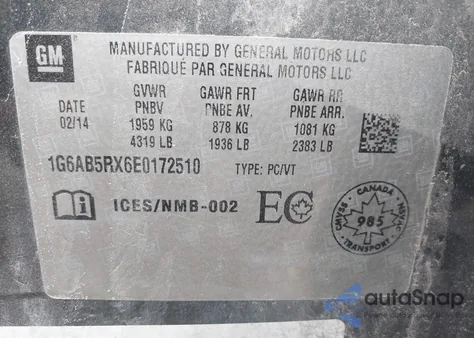 GM
MANUFACTURED BY GENERAL MOTORS LLC
FABRIQUÉ PAR GENERAL MOTORS LLC
GVWR GAWR FRT GAWR RR
DATE PNBV PNBE AV. PNBE ARR.
02/14 1959 KG 878 KG 1081 KG
4319 LB 1936 LB 2383 LB
1G6AB5RX6E0172510 TYPE: PC/VT
i ICES/NMB-002 EC
CANADA
CMVSS 985 NSVAC
TRANSPORT
autoSnap